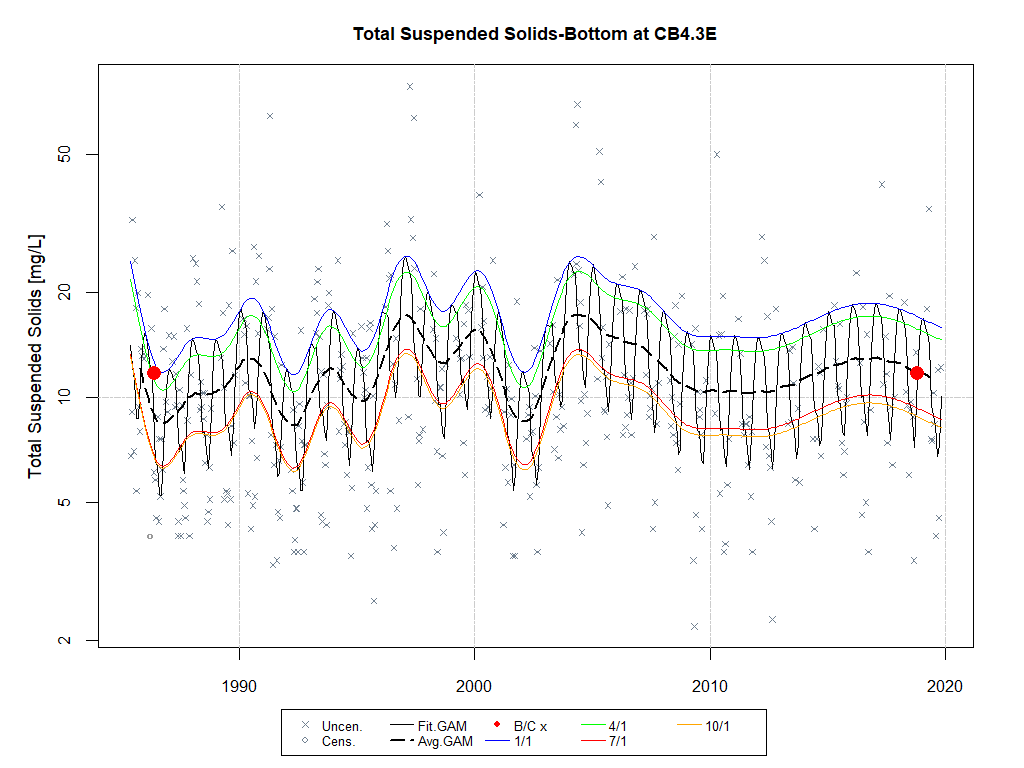 Total Suspended Solids-Bottom at CB4.3E
Total Suspended Solids [mg/L]
50
20
10
5
2
1990 2000 2010 2020
Uncen. Fit.GAM B/C x 4/1 10/1
Cens. Avg.GAM 1/1 7/1